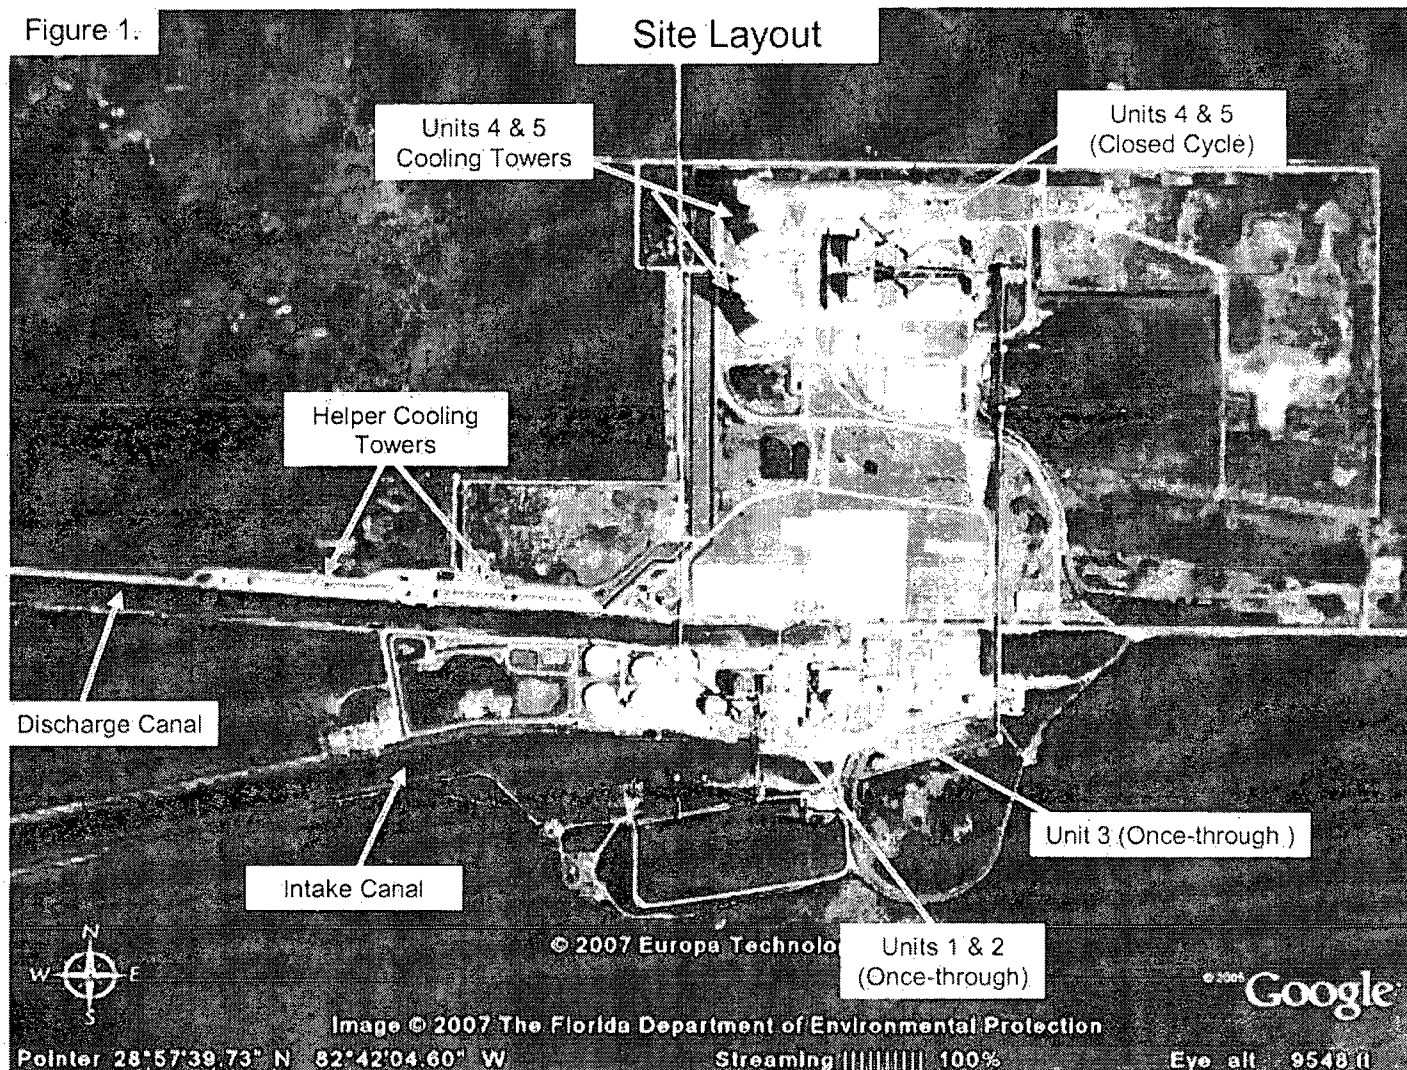 Figure 1.
Site Layout
Units 4 & 5
Cooling Towers
Units 4 & 5
(Closed Cycle)
Helper Cooling
Towers
Discharge Canal
Unit 3 (Once-through )
Intake Canal
Units 1 & 2
(Once-through)
N
W E
S
© 2007 Europa Technolo
© 2005 Google
Image © 2007 The Florida Department of Environmental Protection
Pointer 28°57'39.73" N 82°42'04.60" W Streaming |||||||||| 100% Eye alt 9548 ft